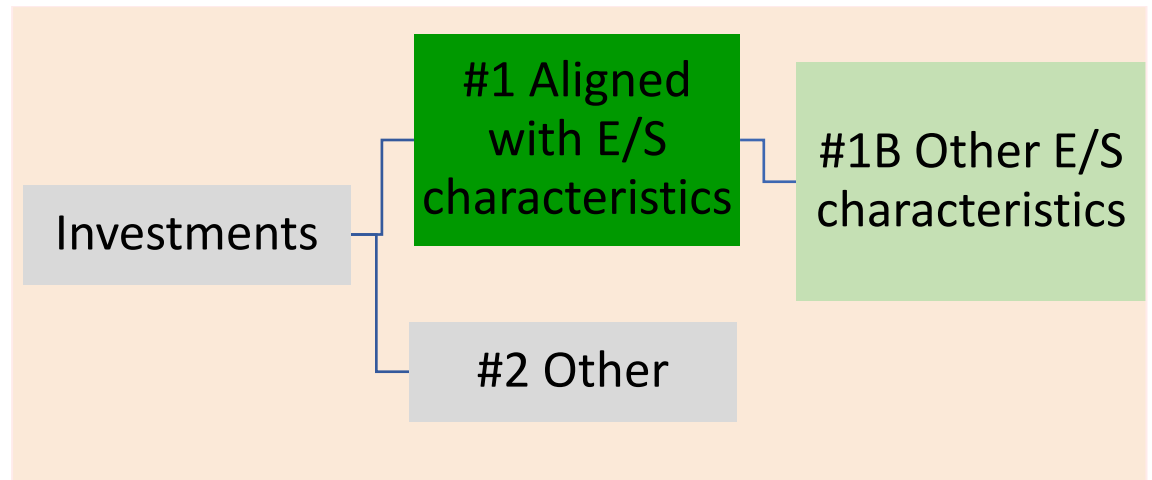 Investments
#1 Aligned
with E/S
characteristics
#2 Other
#1B Other E/S
characteristics